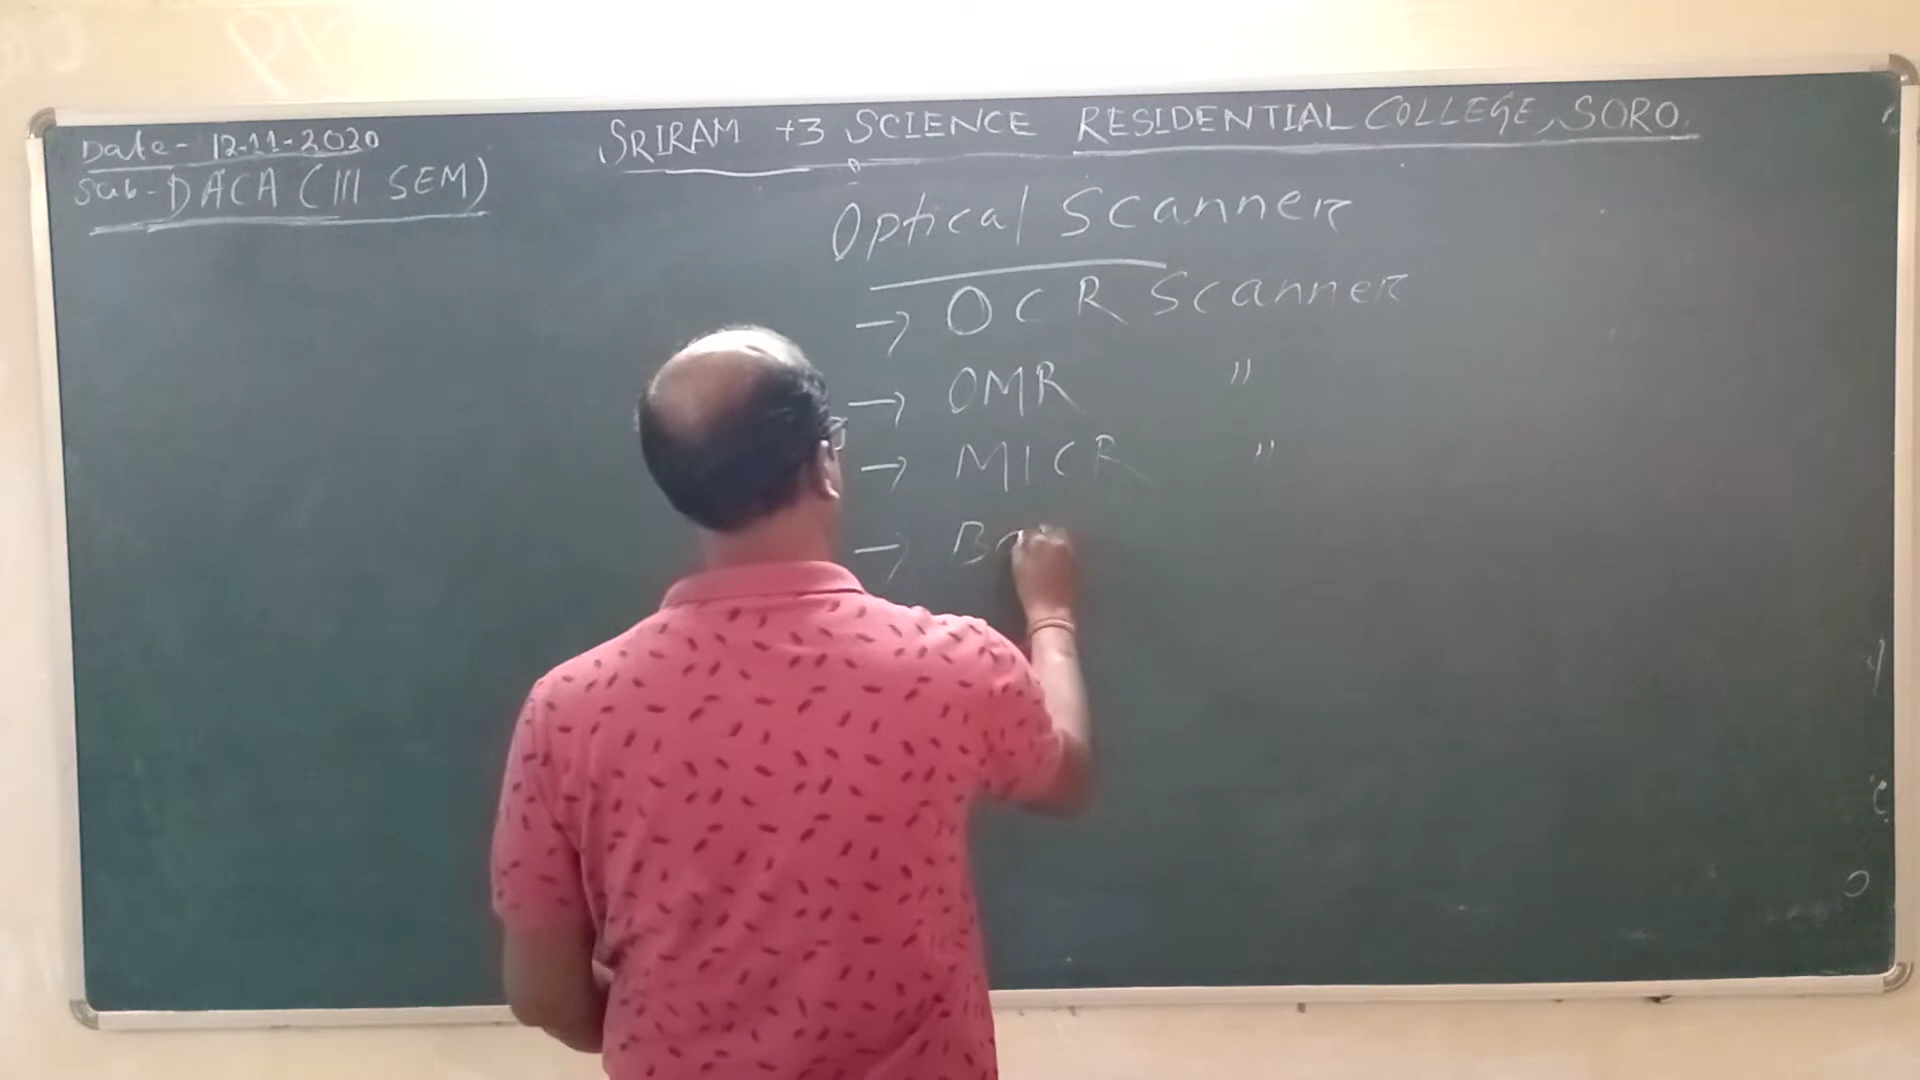 Date- 12-11-2020
SRIRAM +3 SCIENCE RESIDENTIAL COLLEGE, SORO.
Sub- DACA (III SEM)
Optical Scanner
→ OCR Scanner
→ OMR "
→ MICR "
→